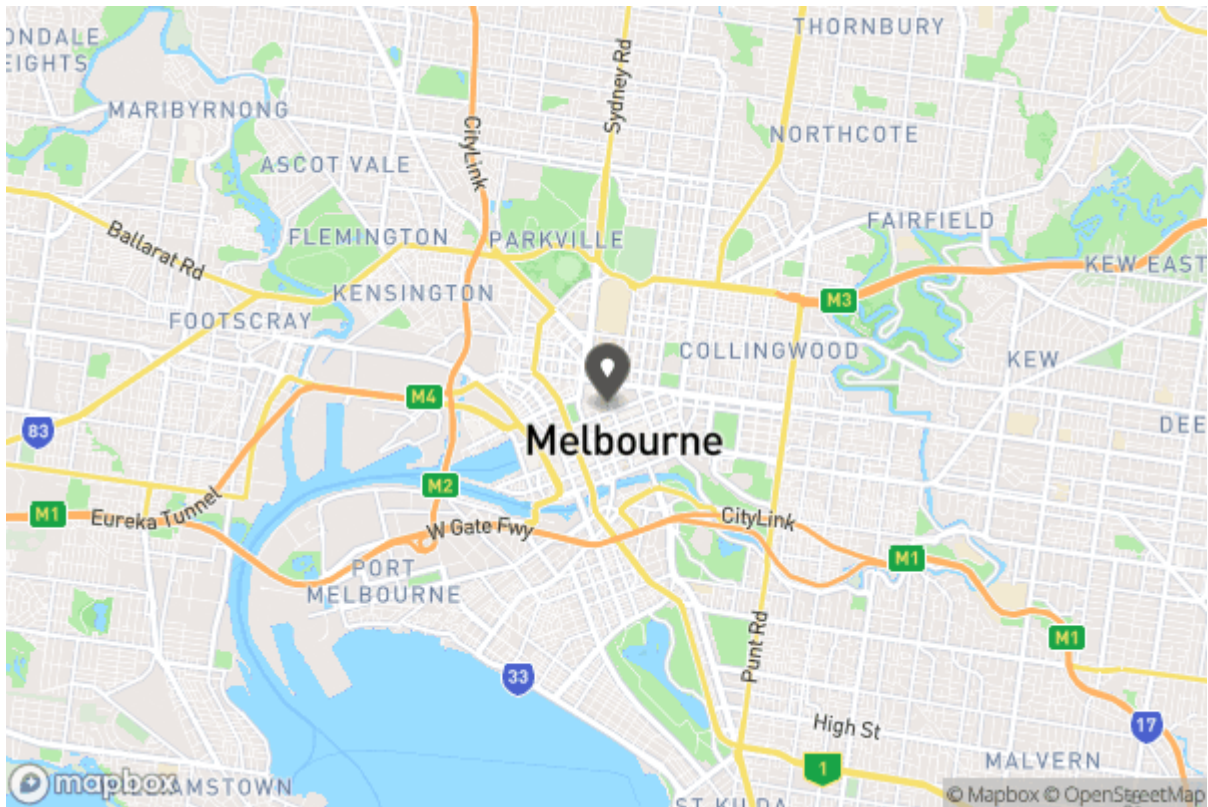 THORNBURY
ONDALE
EIGHTS
Sydney Rd
MARIBYRNONG
CityLink
NORTHCOTE
ASCOT VALE
FAIRFIELD
Ballarat Rd
FLEMINGTON
PARKVILLE
KEW EAST
KENSINGTON
M3
FOOTSCRAY
COLLINGWOOD
KEW
M4
83
DEE
Melbourne
M2
M1
Eureka Tunnel
W Gate Fwy
CityLink
M1
PORT
MELBOURNE
Punt Rd
M1
33
High St
17
MALVERN
1
mapbox
AMSTOWN
ST KILDA
© Mapbox © OpenStreetMap